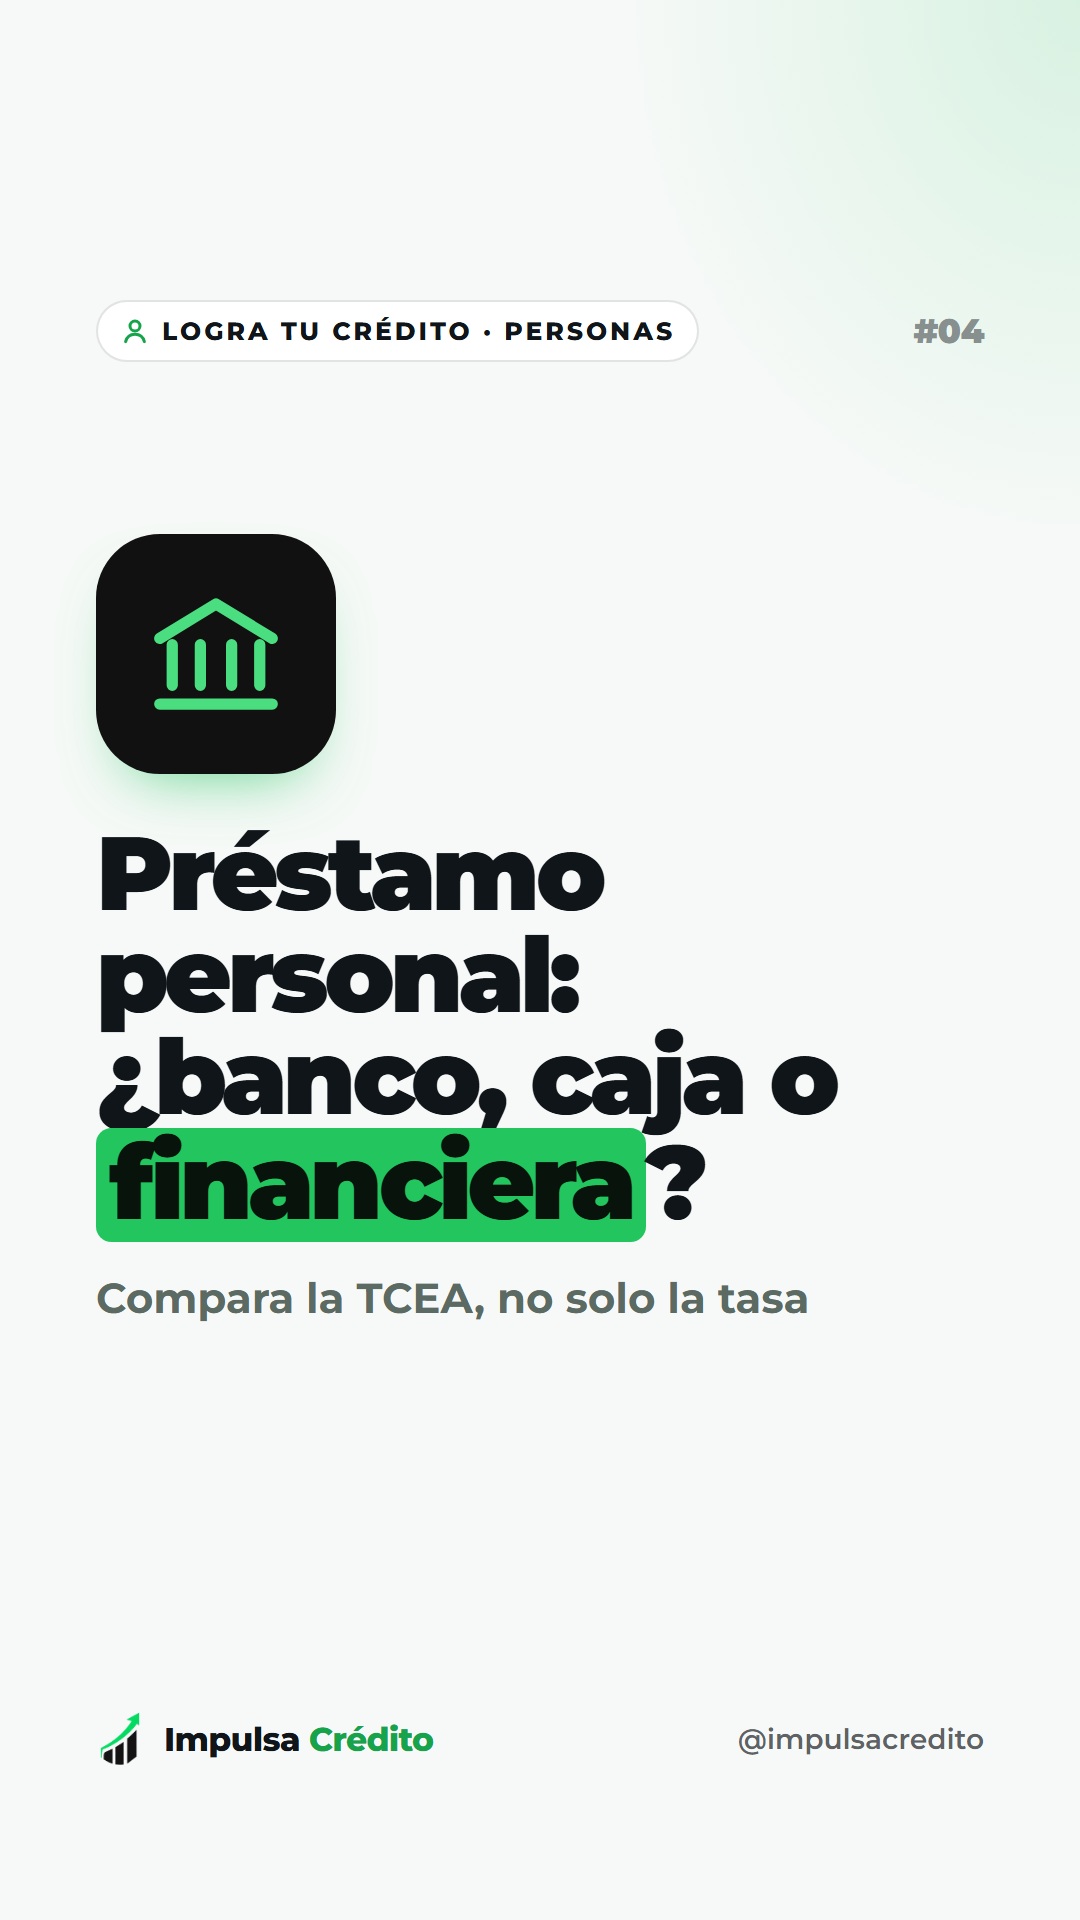 LOGRA TU CRÉDITO · PERSONAS
#04
Préstamo
personal:
¿banco, caja o
financiera?
Compara la TCEA, no solo la tasa
Impulsa Crédito
@impulsacredito